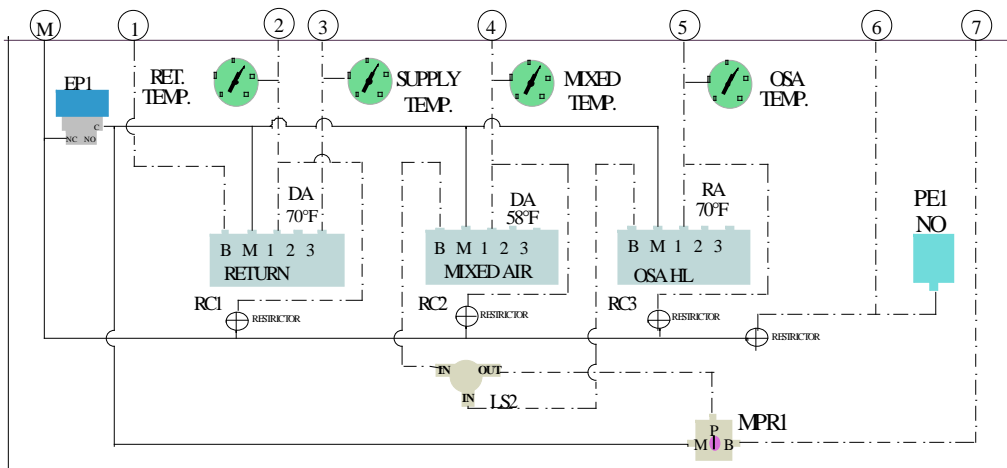 M 1 2 3 4 5 6 7
EP1
RET.
TEMP.
SUPPLY
TEMP.
MIXED
TEMP.
OSA
TEMP.
C
NC NO
DA
70°F
DA
58°F
RA
70°F
PE1
NO
B M 1 2 3
RETURN
B M 1 2 3
MIXED AIR
B M 1 2 3
OSA HL
RC1
RESTRICTOR
RC2
RESTRICTOR
RC3
RESTRICTOR
RESTRICTOR
IN OUT
IN
LS2
MPR1
P
M B